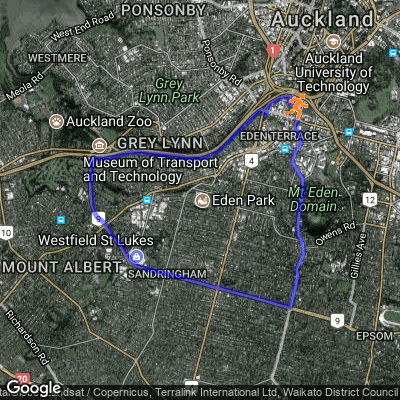 PONSONBY
West End Road
Auckland
WESTMERE
Ponsonby Rd
1
Auckland
University of
Technology
Meola Rd
Grey
Lynn Park
Auckland Zoo
GREY LYNN
EDEN TERRACE
Museum of Transport
and Technology
4
Mt Eden
Domain
Eden Park
12
10
Westfield St Lukes
Owens Rd
Gillies Ave
MOUNT ALBERT
SANDRINGHAM
Richardson Rd
9
EPSOM
20
Google
/ Copernicus, Terralink International Ltd, Waikato District Council